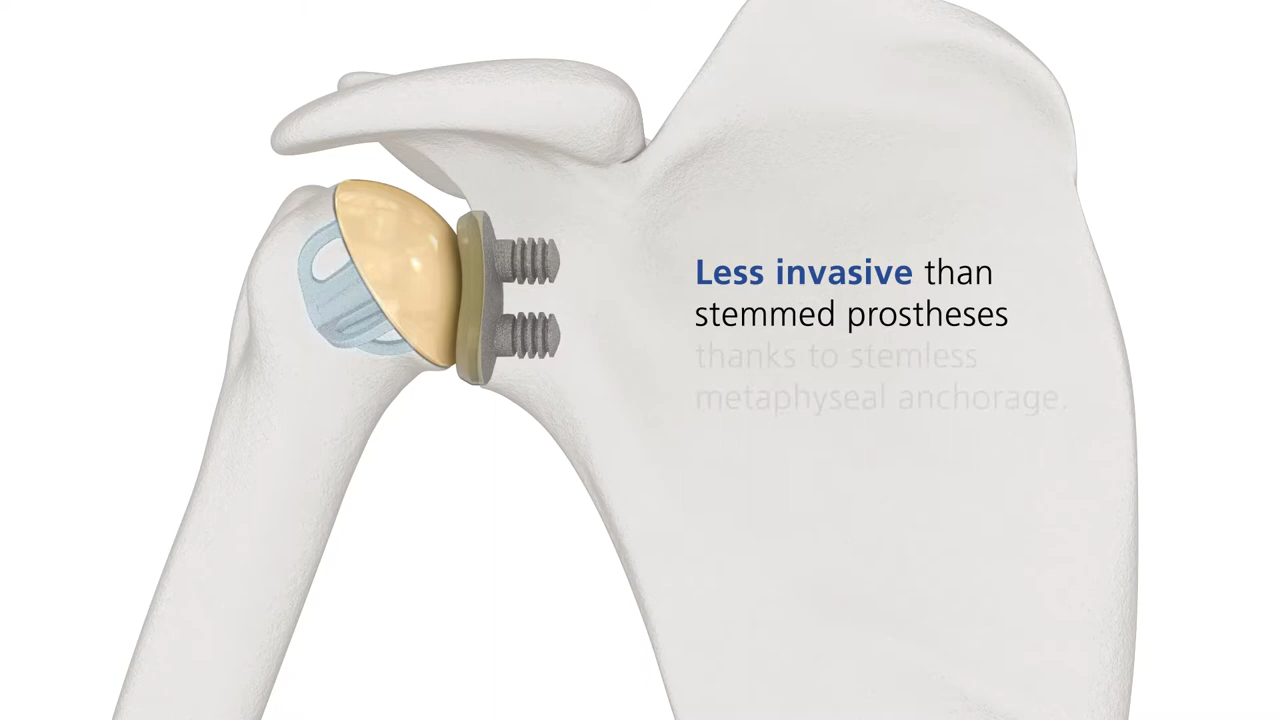 Less invasive than
stemmed prostheses
thanks to stemless
metaphyseal anchorage.